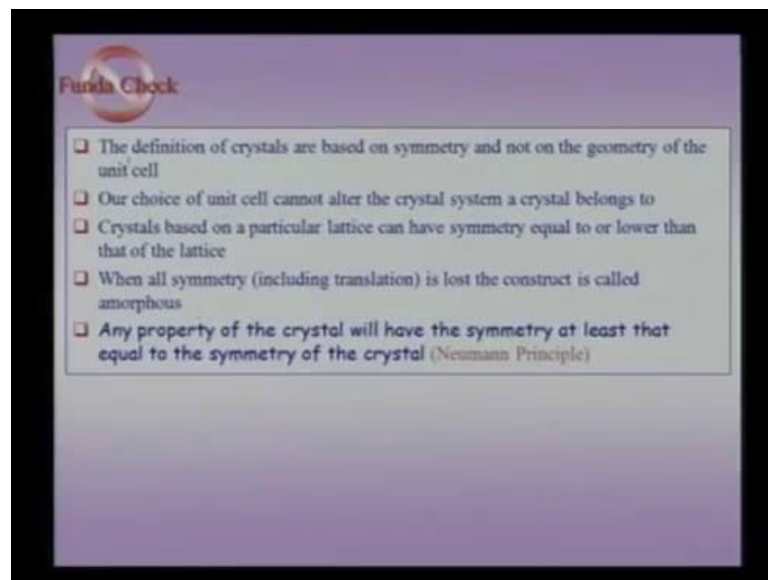 Funda Check
❑ The definition of crystals are based on symmetry and not on the geometry of the
unit cell
❑ Our choice of unit cell cannot alter the crystal system a crystal belongs to
❑ Crystals based on a particular lattice can have symmetry equal to or lower than
that of the lattice
❑ When all symmetry (including translation) is lost the construct is called
amorphous
❑ Any property of the crystal will have the symmetry at least that
equal to the symmetry of the crystal (Neumann Principle)